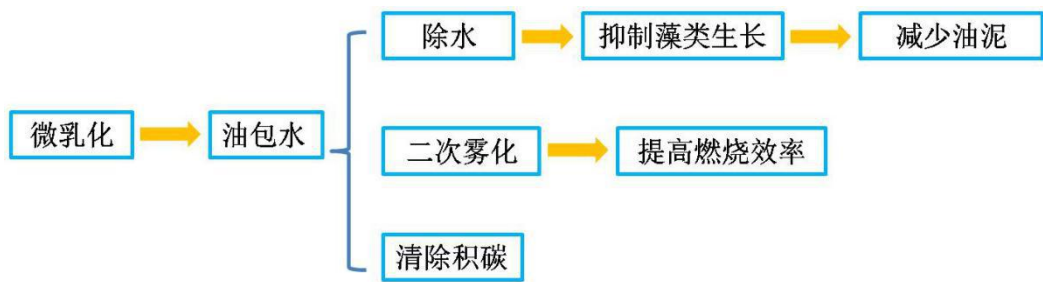 除水
抑制藻类生长
减少油泥
微乳化
油包水
二次雾化
提高燃烧效率
清除积碳